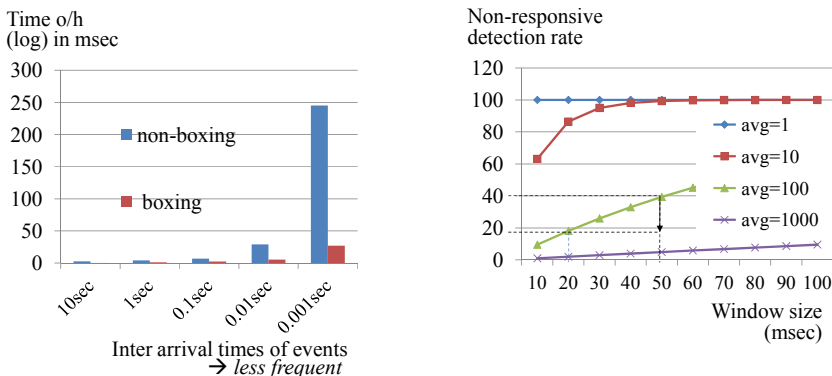 Time o/h
(log) in msec
300
250
200
150
100
50
0
non-boxing
boxing
10sec
1sec
0.1sec
0.01sec
0.001sec
Inter arrival times of events
→ less frequent
Non-responsive
detection rate
120
100
80
60
40
20
0
avg=1
avg=10
avg=100
avg=1000
10 20 30 40 50 60 70 80 90 100
Window size
(msec)